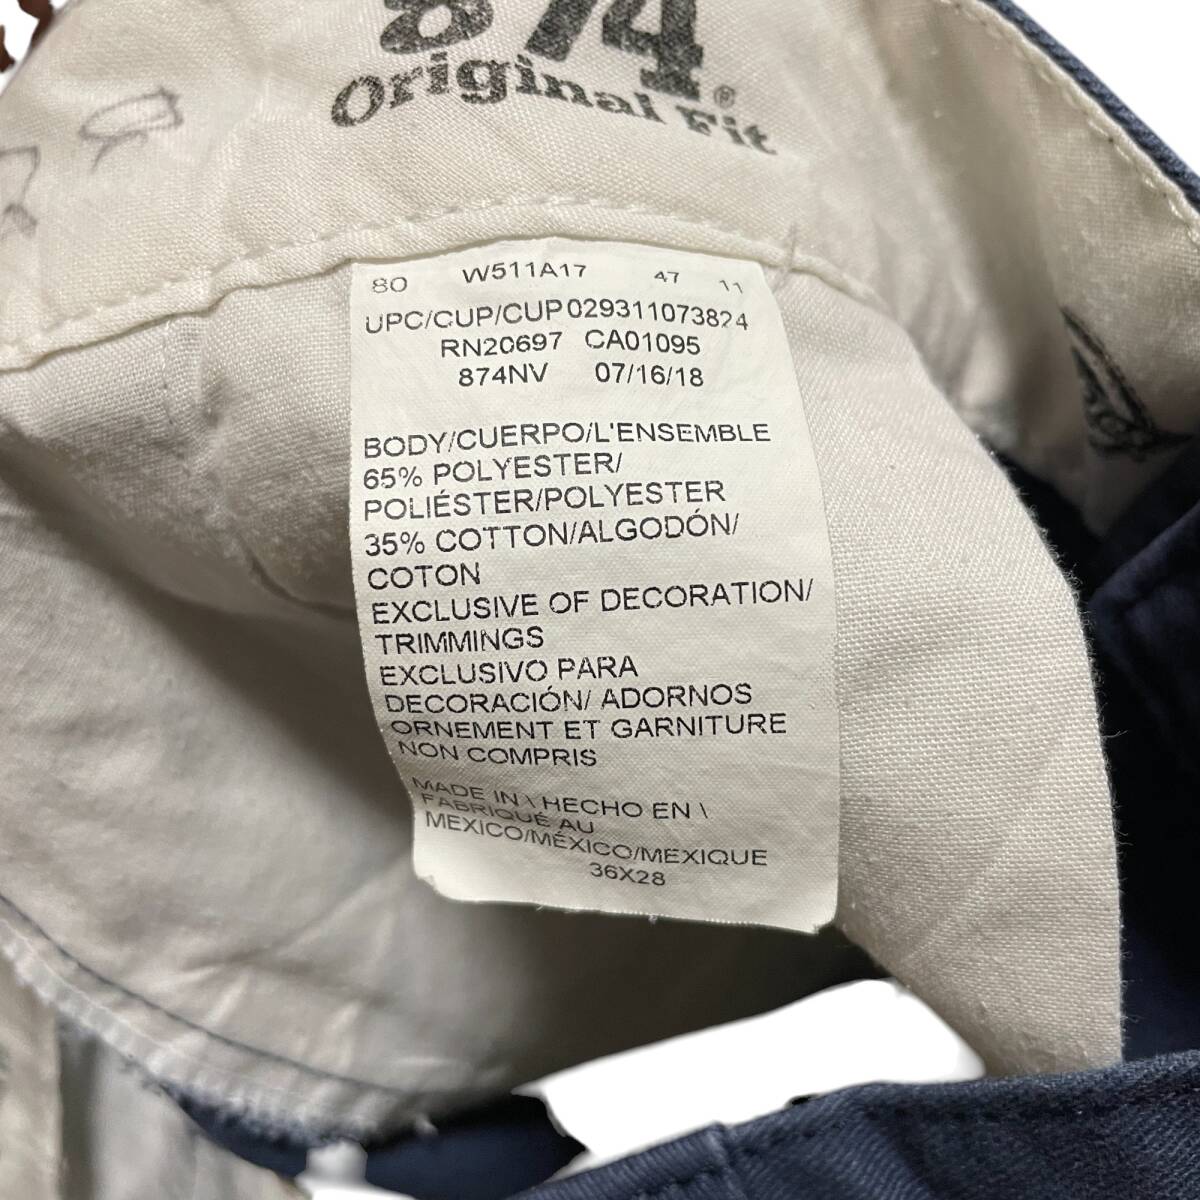 874®
Original Fit
80 W511A17 47 11
UPC/CUP/CUP029311073824
RN20697 CA01095
874NV 07/16/18
BODY/CUERPO/L'ENSEMBLE
65% POLYESTER/
POLIÉSTER/POLYESTER
35% COTTON/ALGODÓN/
COTON
EXCLUSIVE OF DECORATION/
TRIMMINGS
EXCLUSIVO PARA
DECORACIÓN/ ADORNOS
ORNEMENT ET GARNITURE
NON COMPRIS
MADE IN \ HECHO EN \
FABRIQUÉ AU
MEXICO/MÉXICO/MEXIQUE
36X28